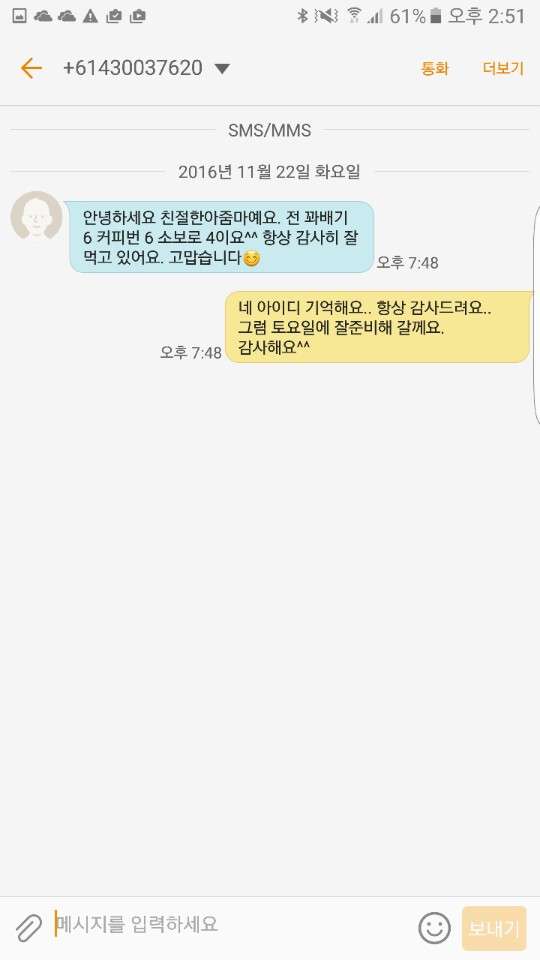 61% 오후 2:51
+61430037620 통화 더보기
SMS/MMS
2016년 11월 22일 화요일
안녕하세요 친절한아줌마예요. 전 꽈배기
6 커피번 6 소보로 4이요^^ 항상 감사히 잘
먹고 있어요. 고맙습니다😊
오후 7:48
네 아이디 기억해요.. 항상 감사드려요..
그럼 토요일에 잘준비해 갈께요.
감사해요^^
오후 7:48
메시지를 입력하세요
보내기